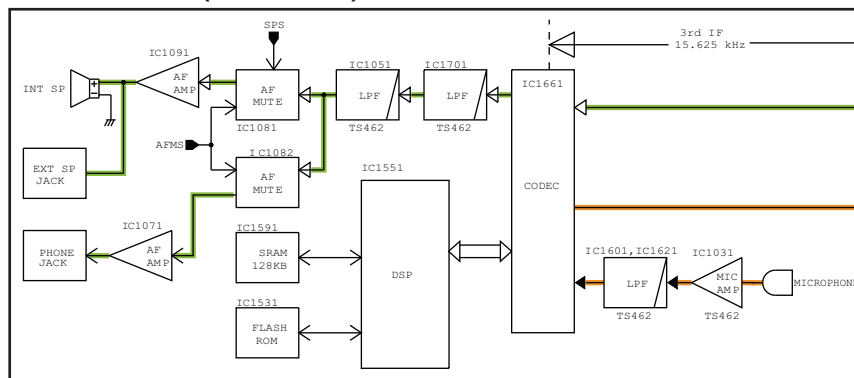 SPS
3rd IF
15.625 kHz
IC1091
IC1051
IC1701
IC1661
INT SP
AF
AMP
AF
MUTE
LPF
LPF
IC1081
TS462
TS462
AFMS
IC1082
EXT SP
JACK
AF
MUTE
IC1551
CODEC
IC1071
IC1591
IC1601,IC1621
IC1031
PHONE
JACK
AF
AMP
SRAM
128KB
DSP
LPF
MIC
AMP
MICROPHONE
IC1531
TS462
TS462
FLASH
ROM